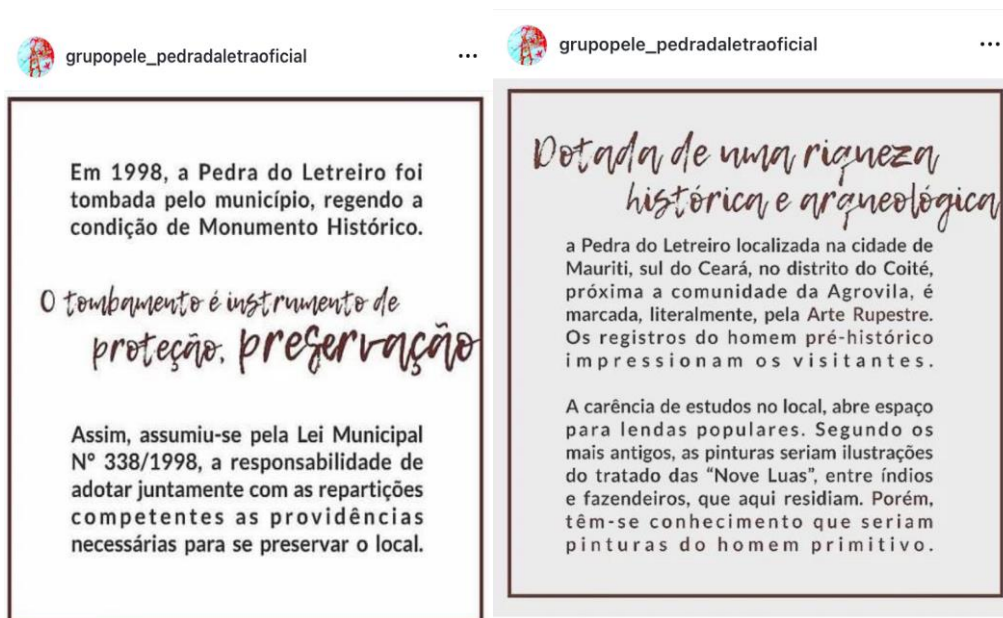 grupopele_pedradaletraoficial
Em 1998, a Pedra do Letreiro foi
tombada pelo município, regendo a
condição de Monumento Histórico.
O tombamento é instrumento de
proteção, preservação
Assim, assumiu-se pela Lei Municipal
Nº 338/1998, a responsabilidade de
adotar juntamente com as repartições
competentes as providências
necessárias para se preservar o local.
grupopele_pedradaletraoficial
Dotada de uma riqueza
histórica e arqueológica
a Pedra do Letreiro localizada na cidade de
Mauriti, sul do Ceará, no distrito do Coité,
próxima a comunidade da Agrovila, é
marcada, literalmente, pela Arte Rupestre.
Os registros do homem pré-histórico
impressionam os visitantes.
A carência de estudos no local, abre espaço
para lendas populares. Segundo os
mais antigos, as pinturas seriam ilustrações
do tratado das “Nove Luas”, entre índios
e fazendeiros, que aqui residiam. Porém,
têm-se conhecimento que seriam
pinturas do homem primitivo.